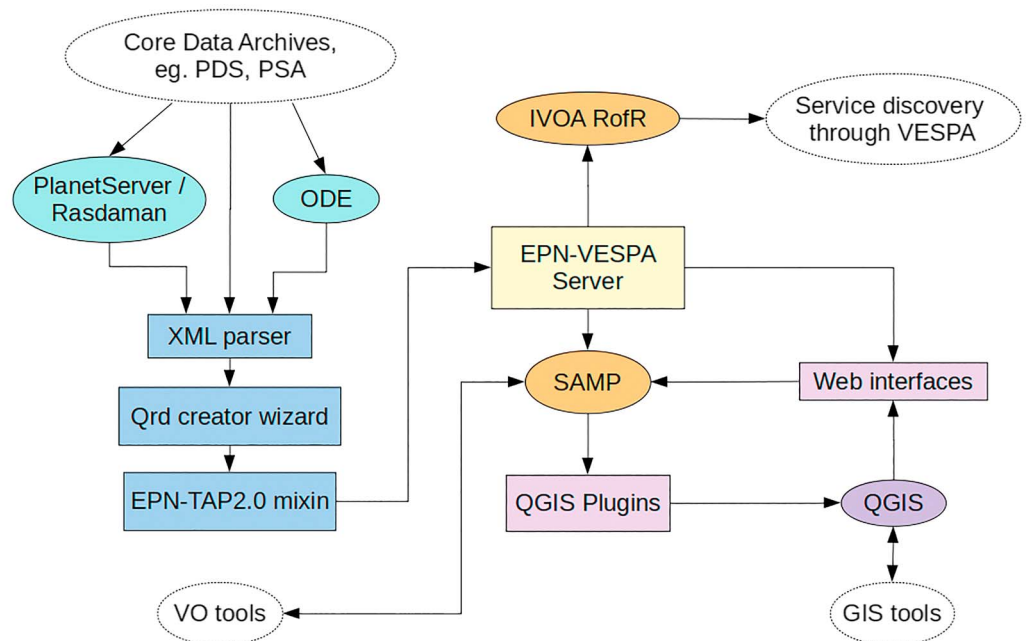 Core Data Archives,
eg. PDS, PSA
IVOA RofR
Service discovery
through VESPA
PlanetServer /
Rasdaman
ODE
EPN-VESPA
Server
XML parser
SAMP
Web interfaces
Qrd creator wizard
EPN-TAP2.0 mixin
QGIS Plugins
QGIS
VO tools
GIS tools